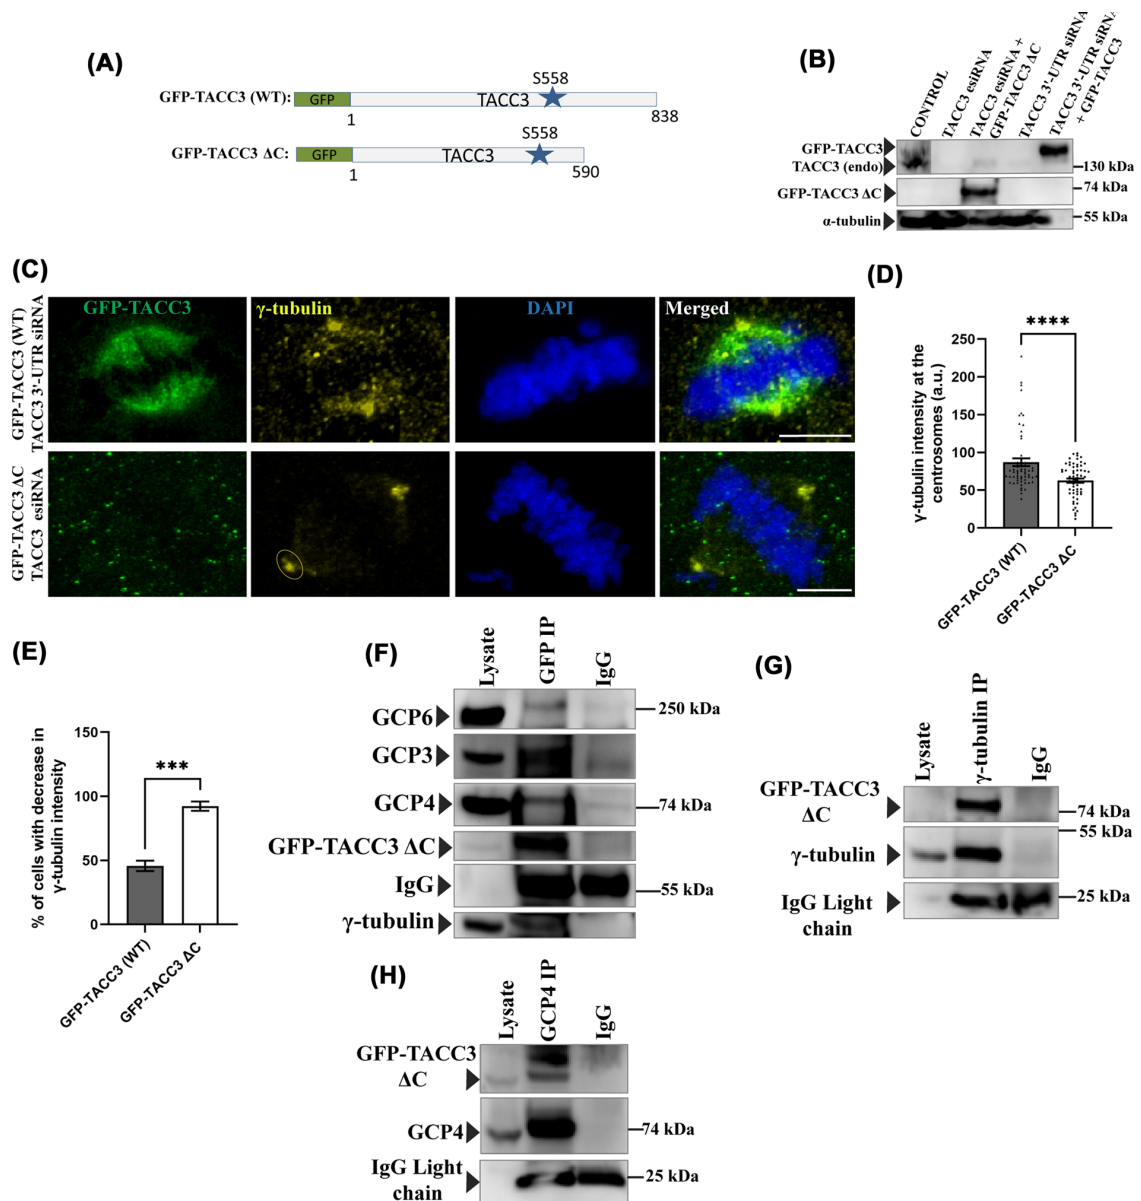 (A)
S558
GFP-TACC3 (WT):
GFP
TACC3
1
838
S558
GFP-TACC3 ΔC:
GFP
TACC3
1
590
(B)
CONTROL
TACC3 esiRNA
TACC3 esiRNA +
GFP-TACC3 ΔC
TACC3 3'-UTR siRNA
TACC3 3'-UTR siRNA
+ GFP-TACC3
GFP-TACC3
TACC3 (endo)
130 kDa
GFP-TACC3 ΔC
74 kDa
α-tubulin
55 kDa
(C)
GFP-TACC3 (WT)
TACC3 3'-UTR siRNA
GFP-TACC3
γ-tubulin
DAPI
Merged
GFP-TACC3 ΔC
TACC3 esiRNA
(D)
γ-tubulin intensity at the
centrosomes (a.u.)
250
200
150
100
50
0
****
GFP-TACC3 (WT)
GFP-TACC3 ΔC
(E)
% of cells with decrease in
γ-tubulin intensity
150
100
50
0
***
GFP-TACC3 (WT)
GFP-TACC3 ΔC
(F)
Lysate
GFP IP
IgG
GCP6
250 kDa
GCP3
GCP4
74 kDa
GFP-TACC3 ΔC
IgG
55 kDa
γ-tubulin
(G)
Lysate
γ-tubulin IP
IgG
GFP-TACC3
ΔC
74 kDa
55 kDa
γ-tubulin
IgG Light
chain
25 kDa
(H)
Lysate
GCP4 IP
IgG
GFP-TACC3
ΔC
GCP4
74 kDa
IgG Light
chain
25 kDa